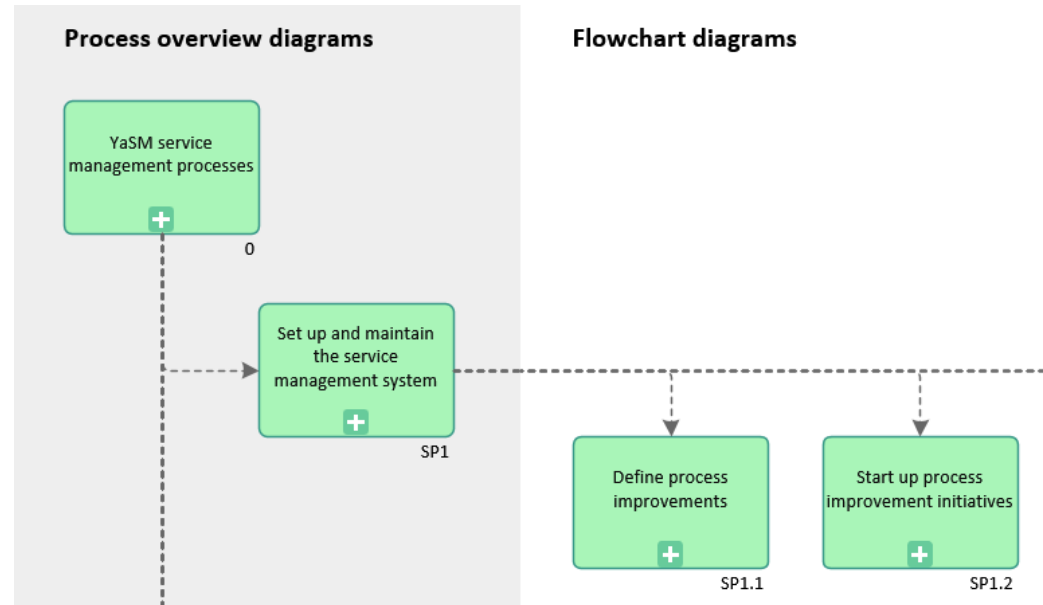 Process overview diagrams
Flowchart diagrams
YaSM service
management processes
0
Set up and maintain
the service
management system
SP1
Define process
improvements
SP1.1
Start up process
improvement initiatives
SP1.2